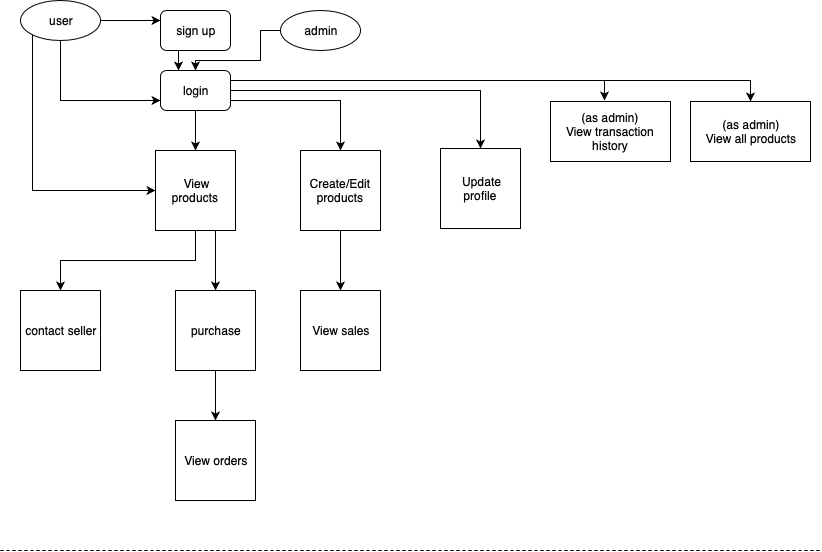 user
sign up
admin
login
(as admin)
View transaction
history
(as admin)
View all products
View
products
Create/Edit
products
Update
profile
contact seller
purchase
View sales
View orders